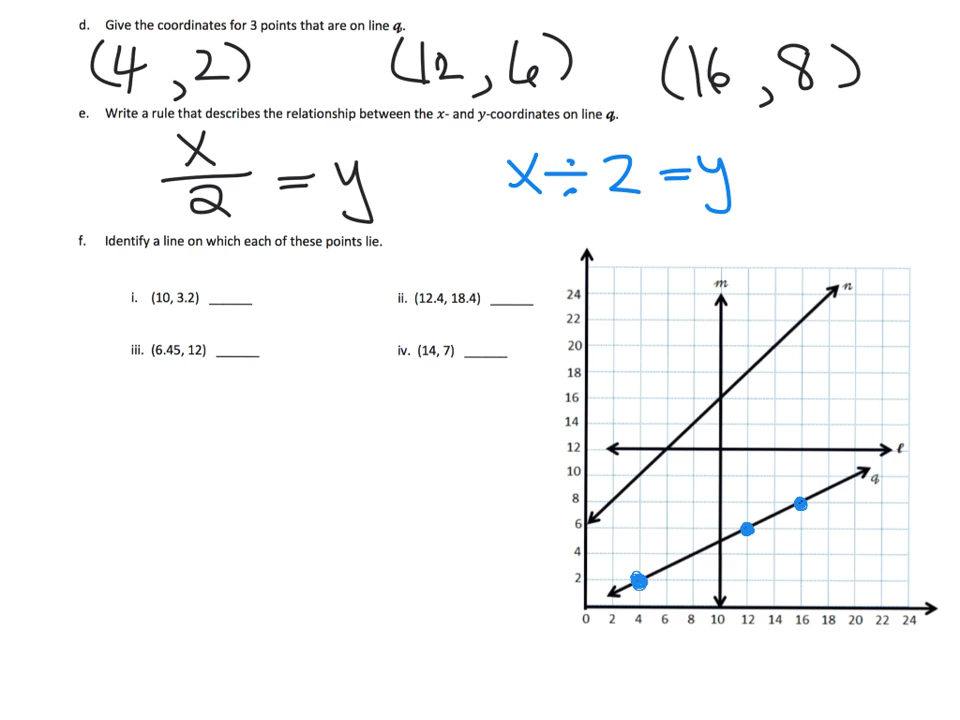 d. Give the coordinates for 3 points that are on line q.
(4, 2) (12, 6) (16, 8)
e. Write a rule that describes the relationship between the x- and y-coordinates on line q.
x/2 = y x ÷ 2 = y
f. Identify a line on which each of these points lie.
i. (10, 3.2) ______ ii. (12.4, 18.4) ______
iii. (6.45, 12) ______ iv. (14, 7) ______
m
n
24
22
20
18
16
14
12
ℓ
10
q
8
6
4
2
0 2 4 6 8 10 12 14 16 18 20 22 24